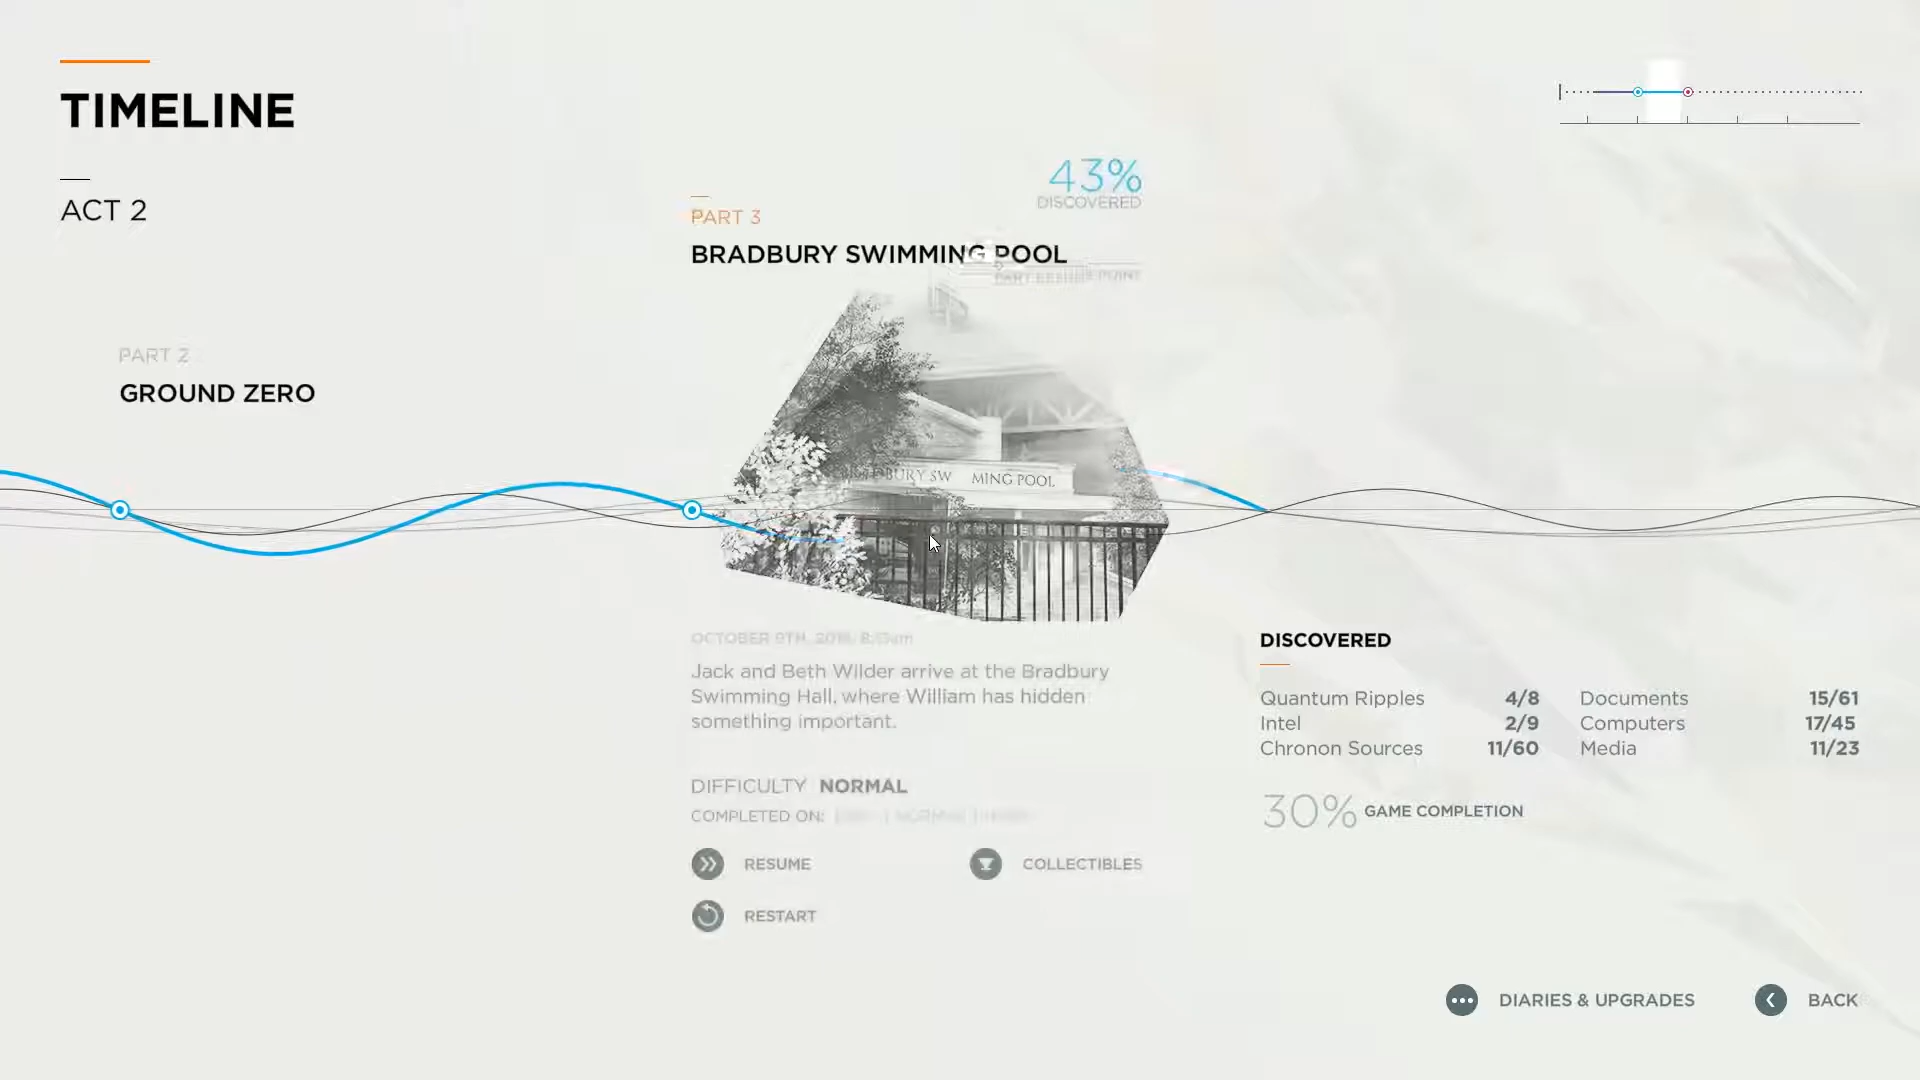 TIMELINE
ACT 2
43%
DISCOVERED
PART 3
BRADBURY SWIMMING POOL
PART 2
GROUND ZERO
BURY SW MING POOL
Jack and Beth Wilder arrive at the Bradbury
Swimming Hall, where William has hidden
something important.
DIFFICULTY NORMAL
COMPLETED ON:
RESUME
COLLECTIBLES
RESTART
DISCOVERED
Quantum Ripples 4/8 Documents 15/61
Intel 2/9 Computers 17/45
Chronon Sources 11/60 Media 11/23
30% GAME COMPLETION
DIARIES & UPGRADES
BACK